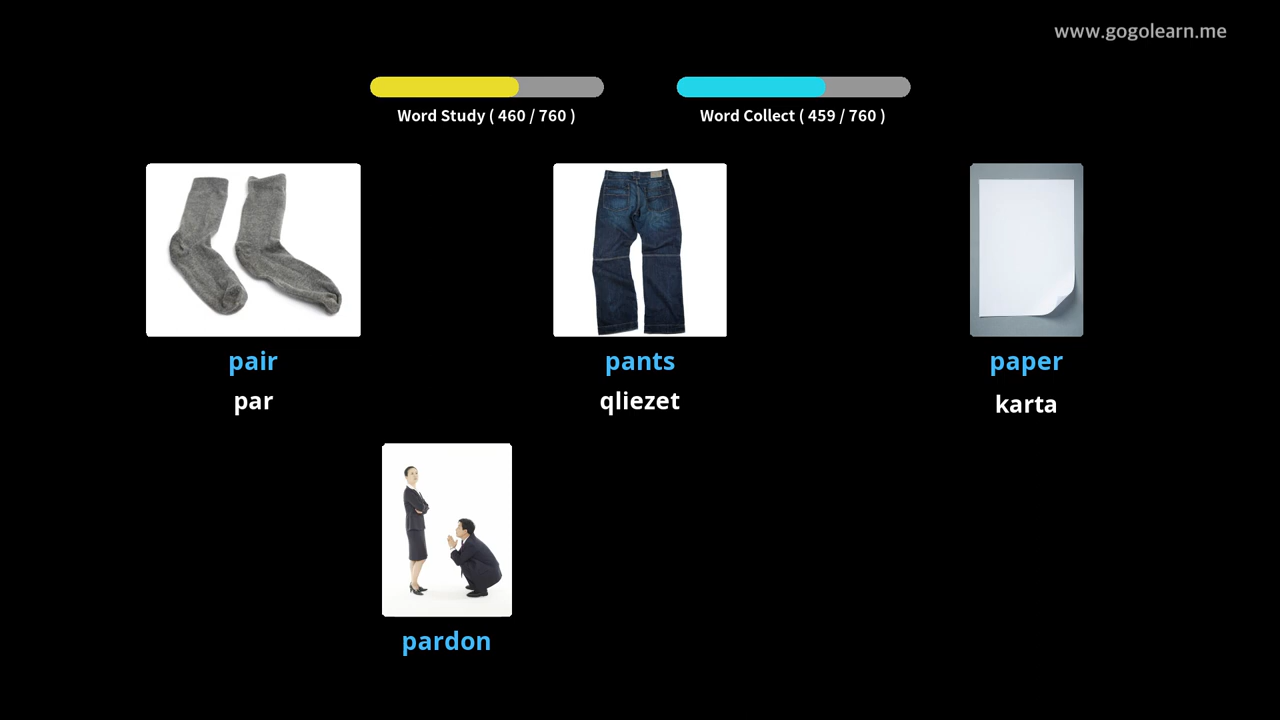 www.gogolearn.me
Word Study ( 460 / 760 )
Word Collect ( 459 / 760 )
pair
pants
paper
par
qliezet
karta
pardon